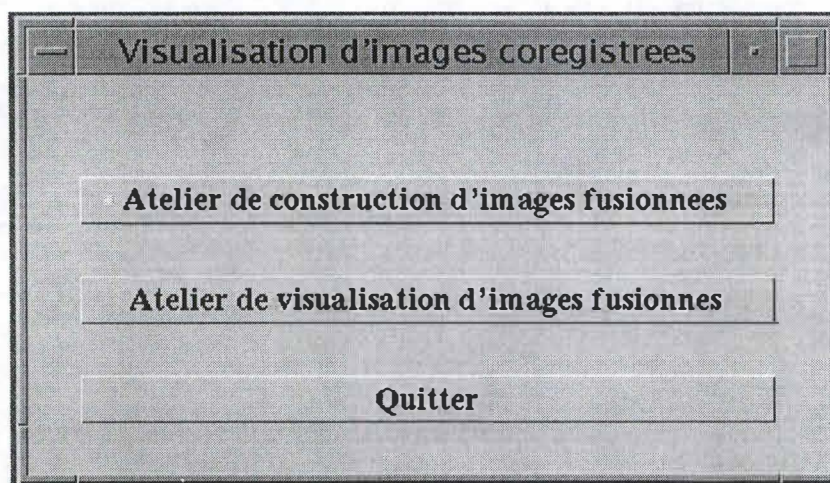 Visualisation d'images coregistrees
Atelier de construction d'images fusionnees
Atelier de visualisation d'images fusionnes
Quitter